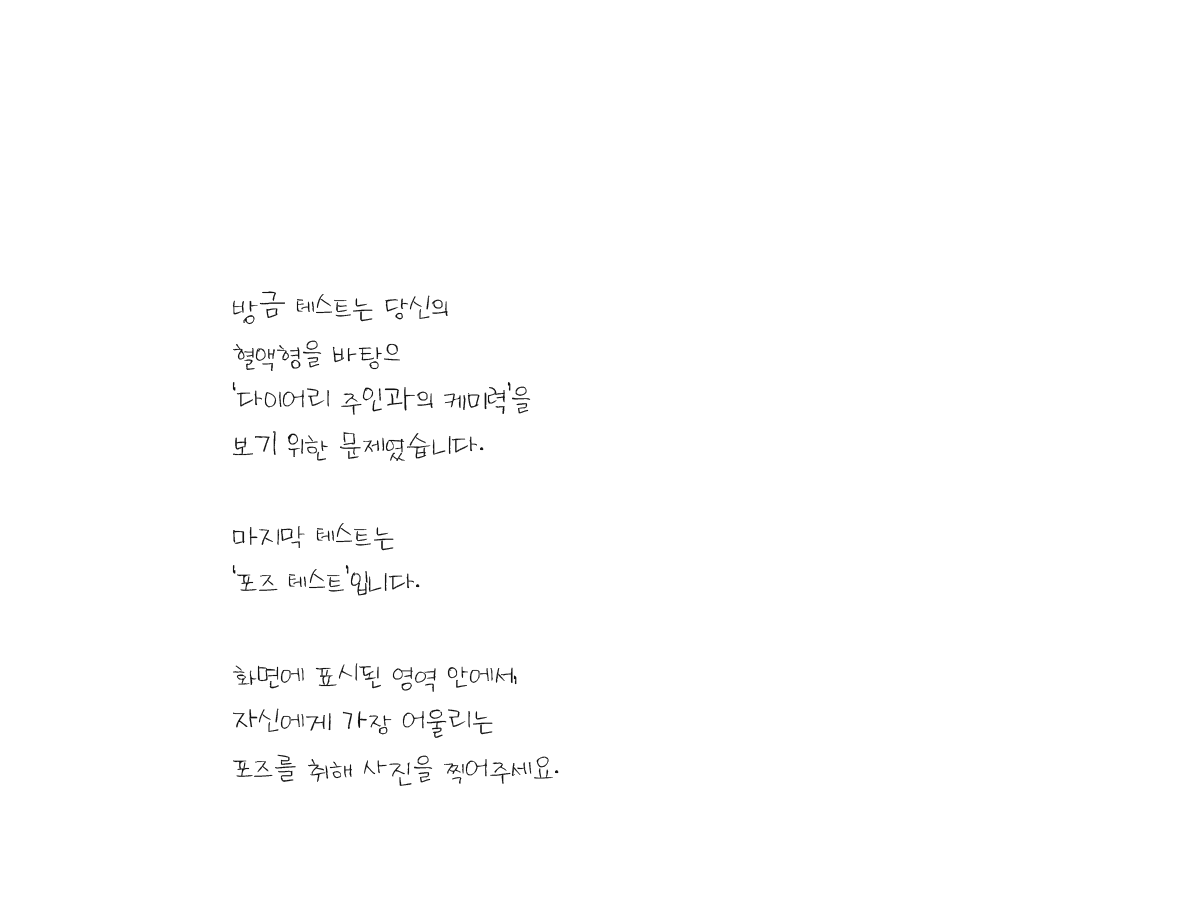 방금 테스트는 당신의
혈액형을 바탕으
'다이어리 주인과의 케미력'을
보기 위한 문제였습니다.
마지막 테스트는
'포즈 테스트'입니다.
화면에 표시된 영역 안에서,
자신에게 가장 어울리는
포즈를 취해 사진을 찍어주세요.